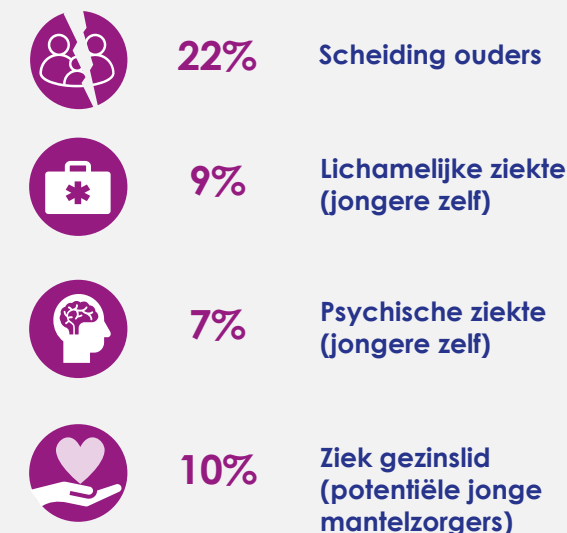 22% Scheiding ouders
9% Lichamelijke ziekte
(jongere zelf)
7% Psychische ziekte
(jongere zelf)
10% Ziek gezinslid
(potentiële jonge
mantelzorgers)